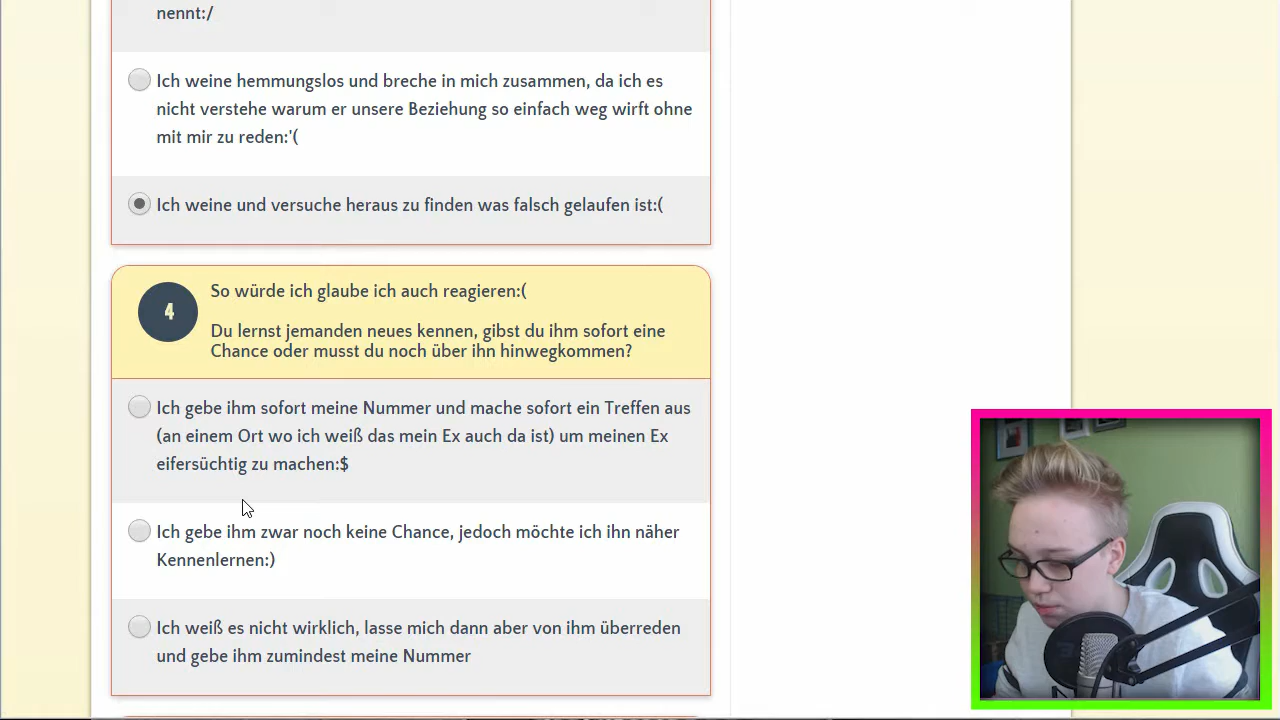 nennt:/
Ich weine hemmungslos und breche in mich zusammen, da ich es
nicht verstehe warum er unsere Beziehung so einfach weg wirft ohne
mit mir zu reden:'(
Ich weine und versuche heraus zu finden was falsch gelaufen ist:(
4
So würde ich glaube ich auch reagieren:(
Du lernst jemanden neues kennen, gibst du ihm sofort eine
Chance oder musst du noch über ihn hinwegkommen?
Ich gebe ihm sofort meine Nummer und mache sofort ein Treffen aus
(an einem Ort wo ich weiß das mein Ex auch da ist) um meinen Ex
eifersüchtig zu machen:$
Ich gebe ihm zwar noch keine Chance, jedoch möchte ich ihn näher
Kennenlernen:)
Ich weiß es nicht wirklich, lasse mich dann aber von ihm überreden
und gebe ihm zumindest meine Nummer